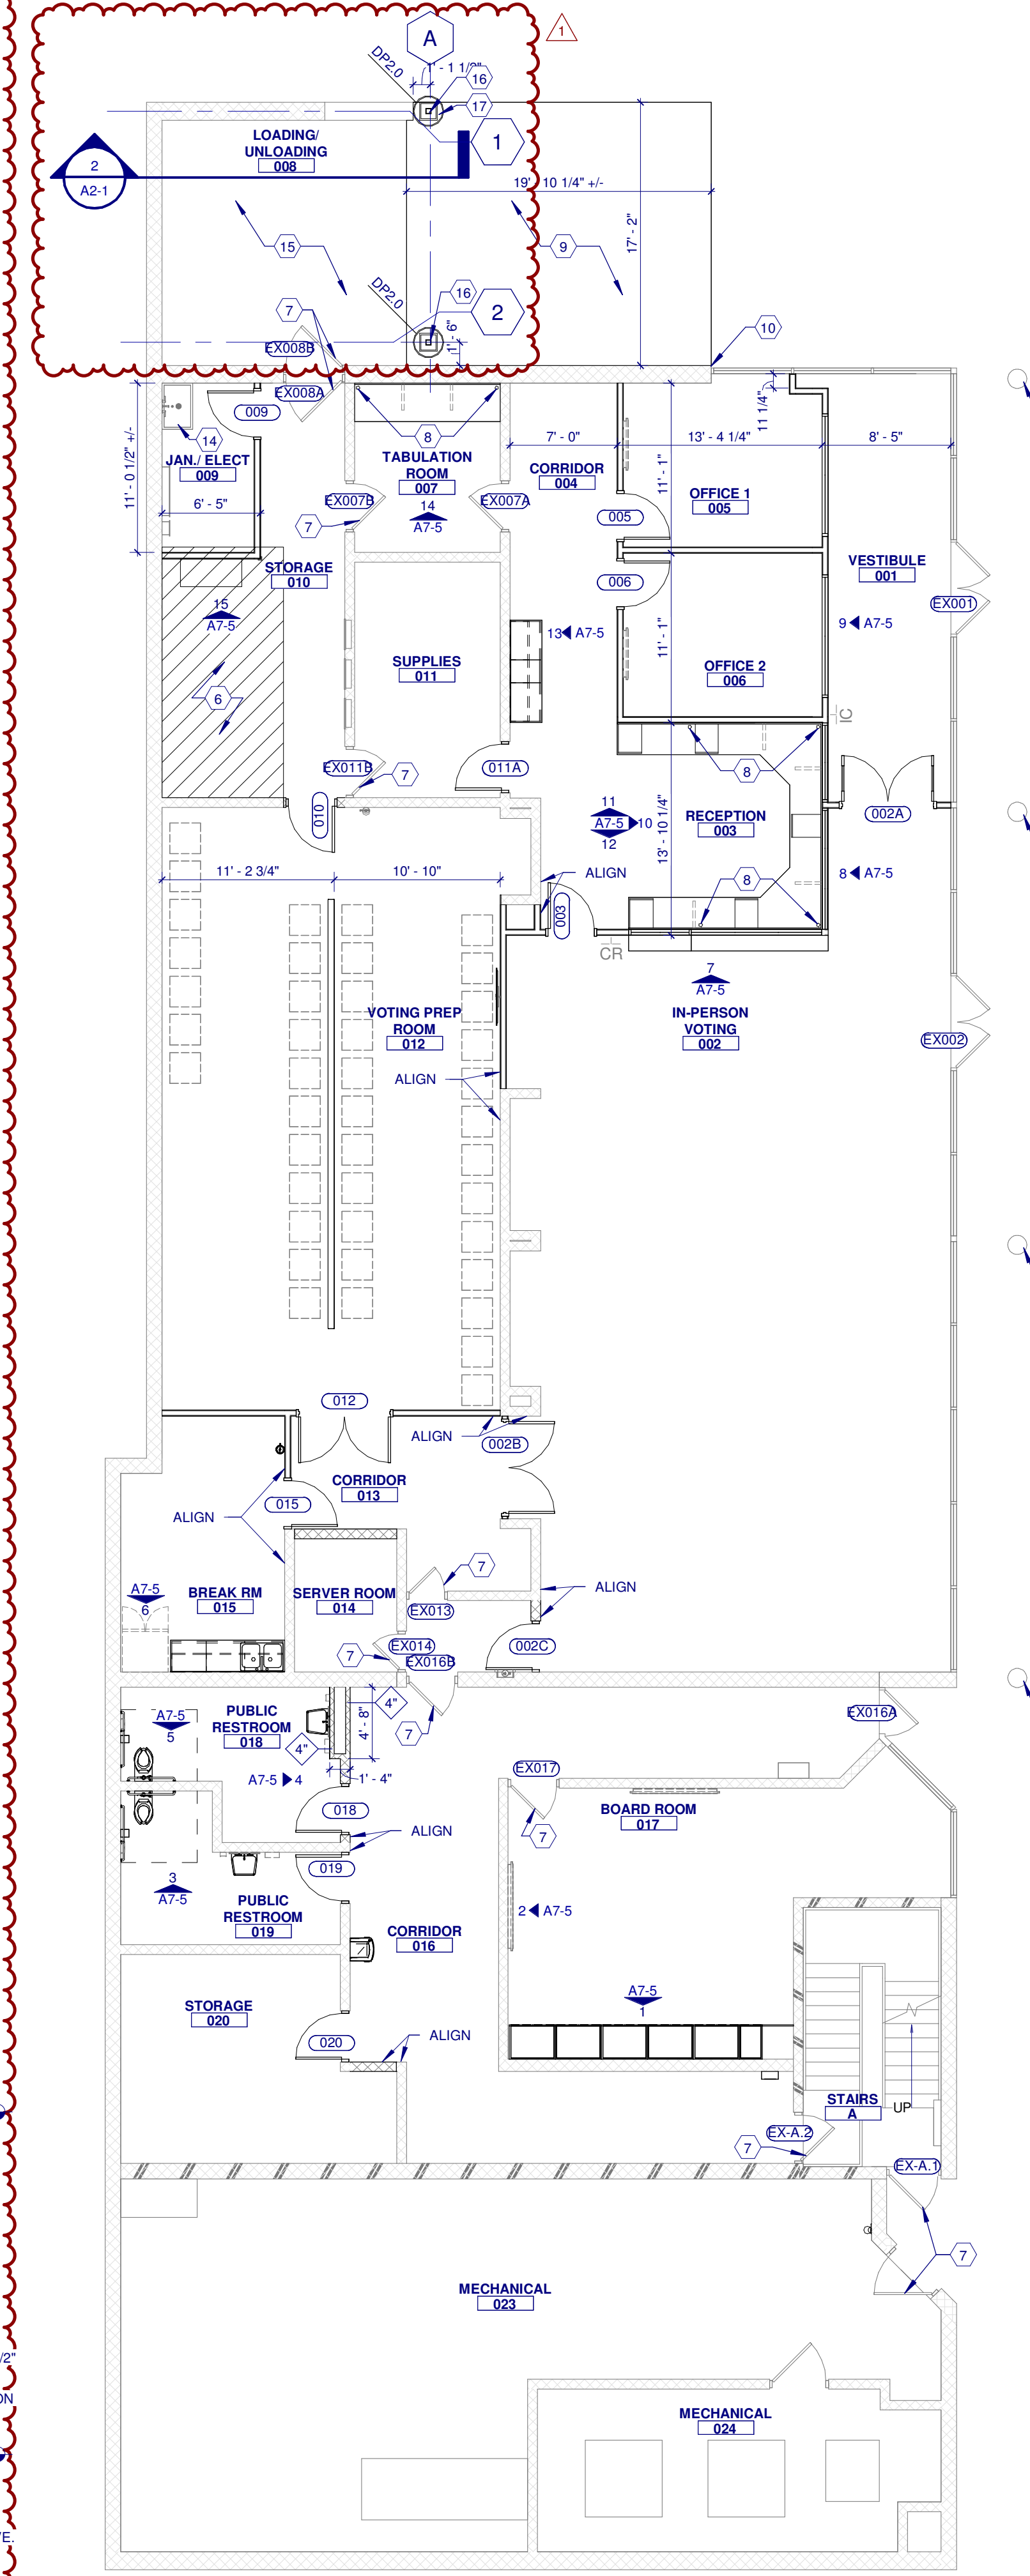 A
1
DP2.0
1' - 1 1/2"
16
17
LOADING/
UNLOADING
008
1
2
A2-1
19' 10 1/4" +/-
15
9
17' - 2"
DP2.0
16
2
7
1' - 6"
10
EX008B
EX008A
009
14
8
11 1/4"
JAN./ ELECT
009
TABULATION
ROOM
007
7' - 0"
13' - 4 1/4"
8' - 5"
CORRIDOR
004
11' - 0 1/2" +/-
6' - 5"
EX007B
EX007A
11' - 1"
OFFICE 1
005
14
A7-5
7
005
STORAGE
010
VESTIBULE
001
006
EX001
15
A7-5
13
A7-5
9
A7-5
11' - 1"
SUPPLIES
011
OFFICE 2
006
6
IC
EX011B
7
011A
8
010
11
A7-5
10
12
13' - 10 1/4"
RECEPTION
003
002A
11' - 2 3/4"
10' - 10"
ALIGN
8
8
A7-5
003
CR
7
A7-5
VOTING PREP
ROOM
012
IN-PERSON
VOTING
002
EX002
ALIGN
012
ALIGN
002B
CORRIDOR
013
015
ALIGN
7
A7-5
6
BREAK RM
015
SERVER ROOM
014
ALIGN
EX013
EX014
002C
7
EX016B
PUBLIC
RESTROOM
018
4"
4' - 8"
EX016A
A7-5
5
7
4"
A7-5
4
1' - 4"
EX017
018
BOARD ROOM
017
ALIGN
7
019
3
A7-5
PUBLIC
RESTROOM
019
2
A7-5
CORRIDOR
016
A7-5
1
STORAGE
020
020
ALIGN
STAIRS
A
UP
EX-A.2
7
EX-A.1
7
MECHANICAL
023
/2"
ON
MECHANICAL
024
E.